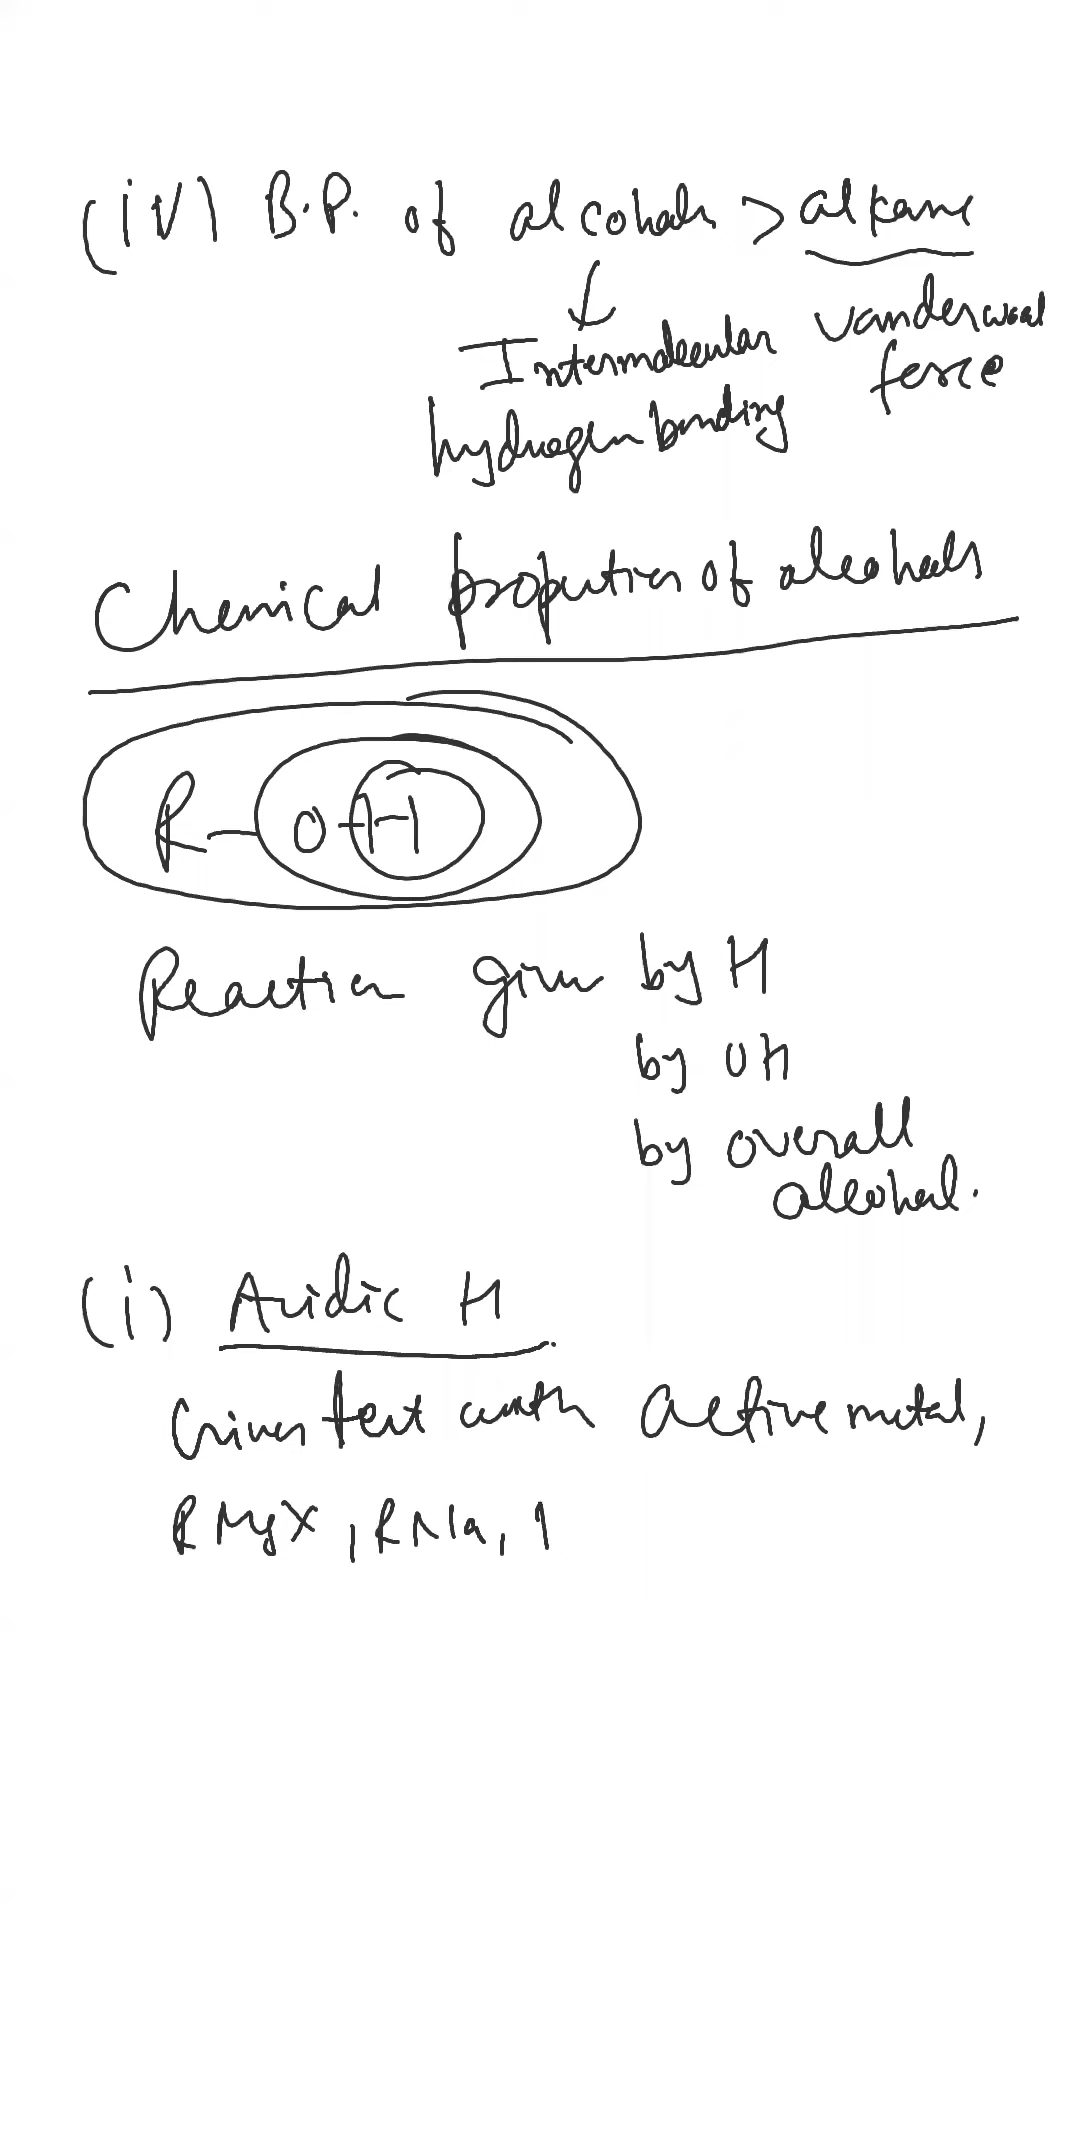 (iv) B.P. of alcohols > alkane
↓
Intermolecular vanderwaal
hydrogen bonding force
Chemical properties of alcohols
R-O-H
Reaction given by H
by OH
by overall
alcohol.
(i) Acidic H
Gives test with active metal,
RMgX, RNa,